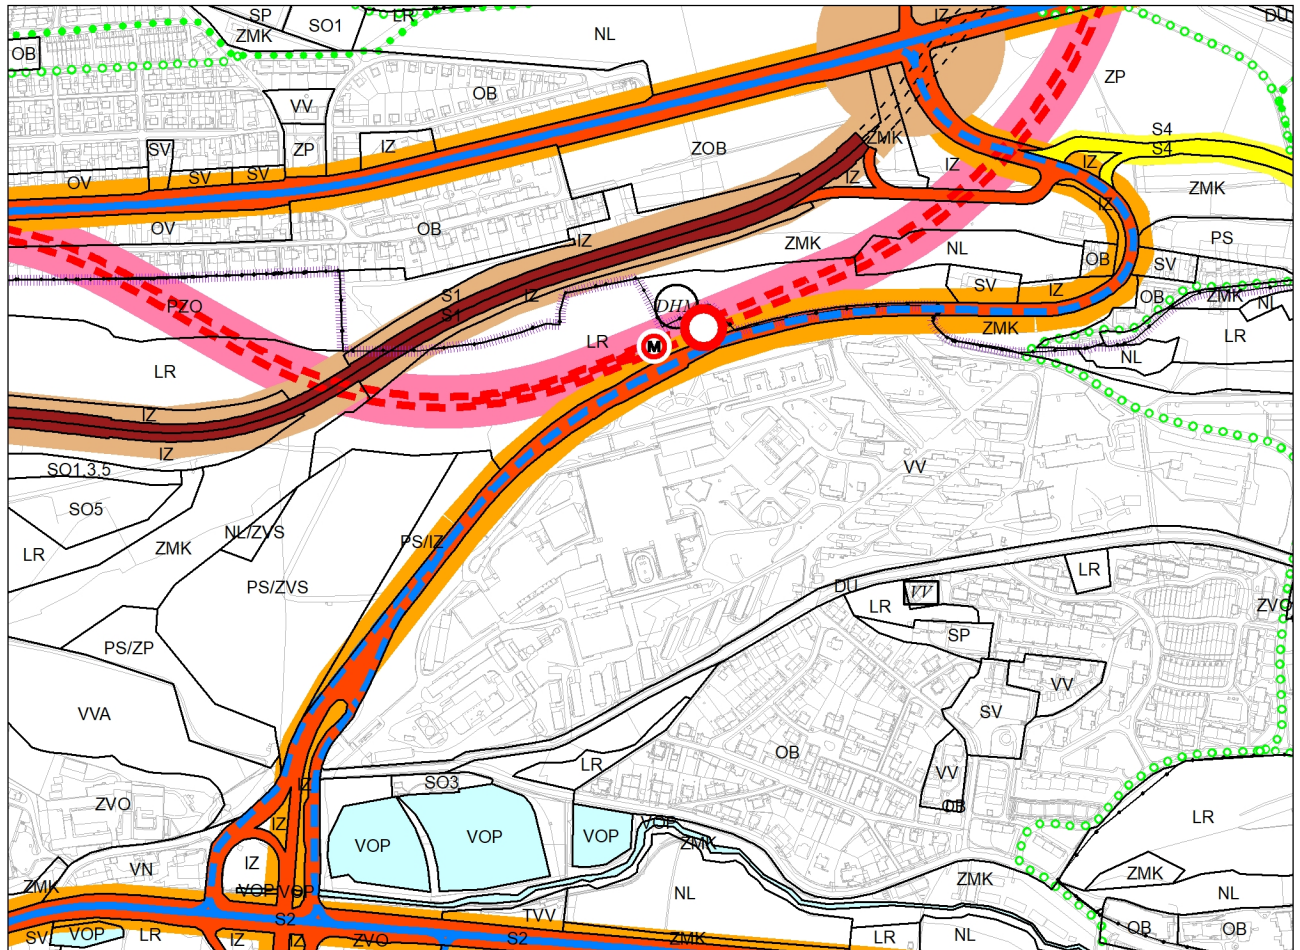 SP
SO1
LR
IZ
DU
ZMK
NL
OB
ZP
OB
VV
S4
S4
SV
ZP
IZ
ZOB
ZMK
IZ
IZ
OV
SV
SV
IZ
ZMK
IZ
OV
OB
IZ
ZMK
NL
PS
OB
SV
S1
IZ
SV
IZ
OB
ZMK
NL
PZO
S1
DHM
LR
M
ZMK
LR
NL
LR
IZ
IZ
VV
SO1,3,5
SO5
NL/ZVS
PS/IZ
ZMK
LR
PS/ZVS
DU
LR
VV
LR
ZVO
SP
PS/ZP
VV
VVA
SV
OB
LR
VV
IZ
SO3
ZVO
OB
IZ
VOP
VOP
VOP
VOP
ZMK
LR
IZ
VN
ZMK
VOP/VOP
NL
ZMK
ZMK
NL
S2
TVV
SV
VOP
LR
IZ
IZ
ZVO
S2
ZMK
LR
NL
OB
OB